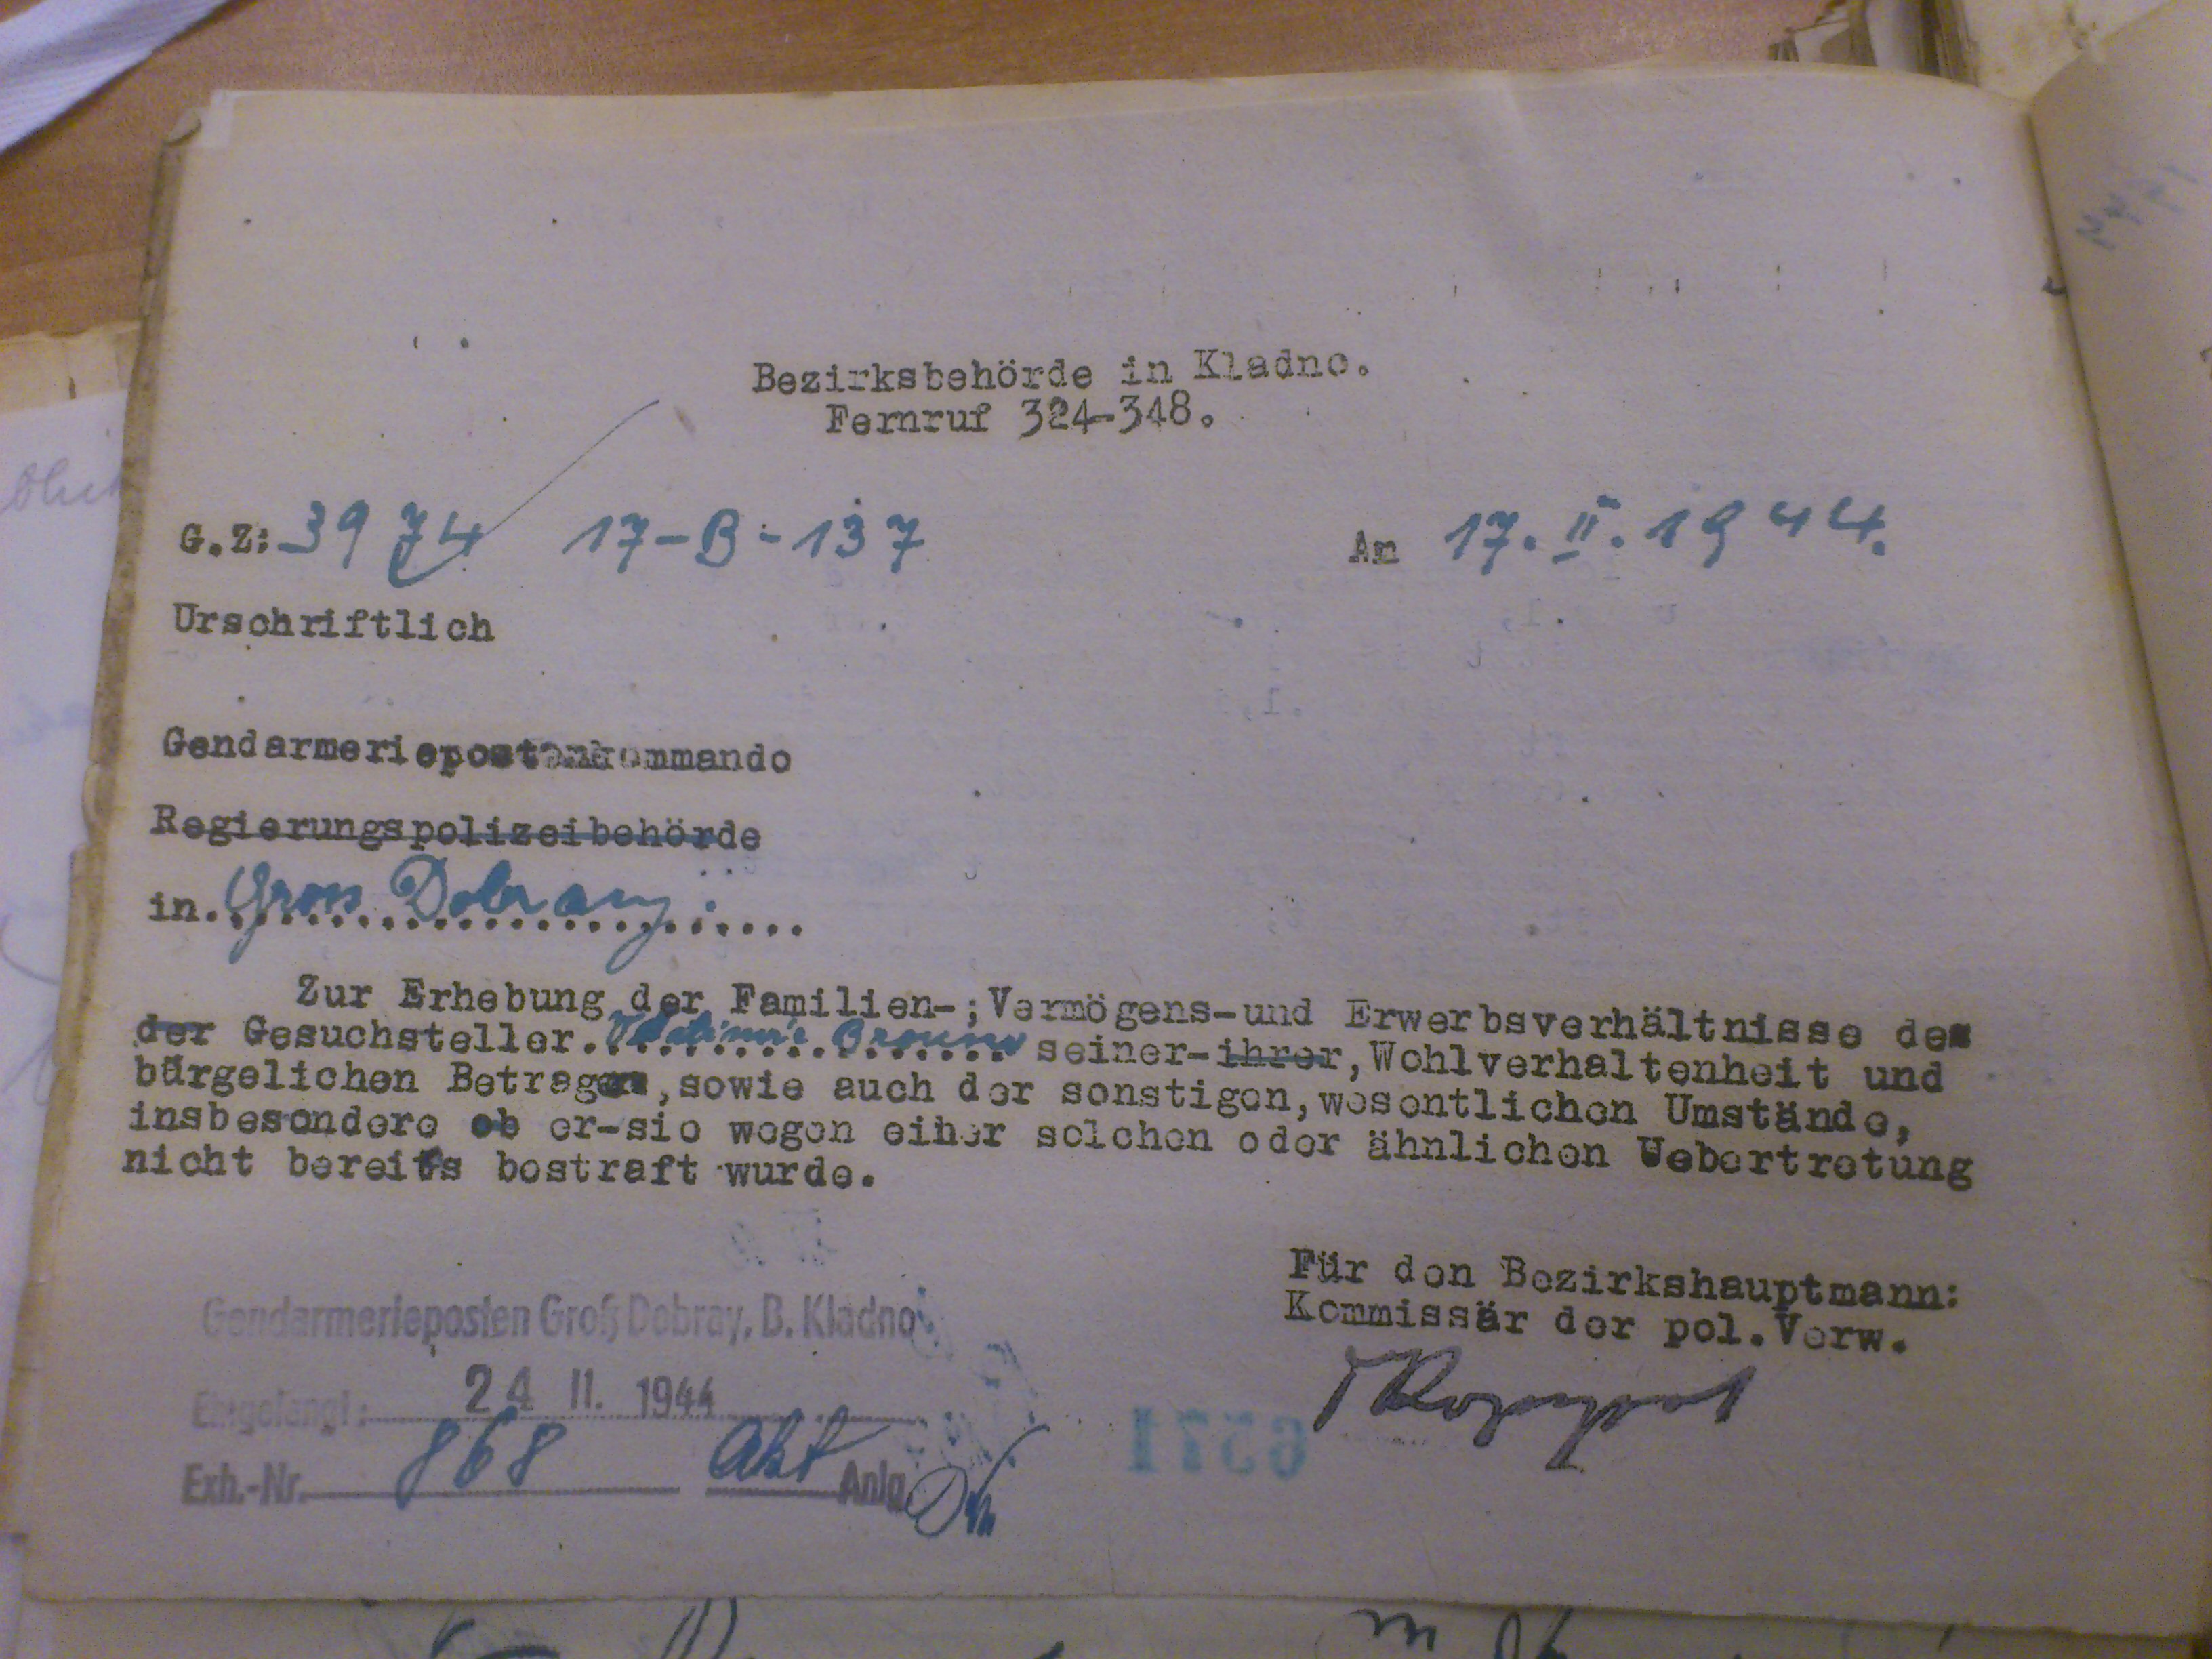 Bezirksbehörde in Kladno.
Fernruf 324-348.
G.Z: 3974 17-B-137 Am 17. II. 1944.
Urschriftlich
Gendarmeriepostenkommando
Regierungspolizeibehörde
in. Gross Dobray.
Zur Erhebung der Familien-; Vermögens-und Erwerbsverhältnisse des
der Gesuchsteller. seiner-ihrer, Wohlverhaltenheit und
bürgelichen Betragen, sowie auch der sonstigen, wesentlichen Umstände,
insbesondere ob er-sie wegen einer solchen oder ähnlichen Uebertretung
nicht bereits bestraft wurde.
Für den Bezirkshauptmann:
Kommissär der pol. Verw.
Gendarmerieposten Groß Dobray, B. Kladno
Eingelangt: 24 II. 1944
Exh.-Nr. 868 Akt Anlg.
6571